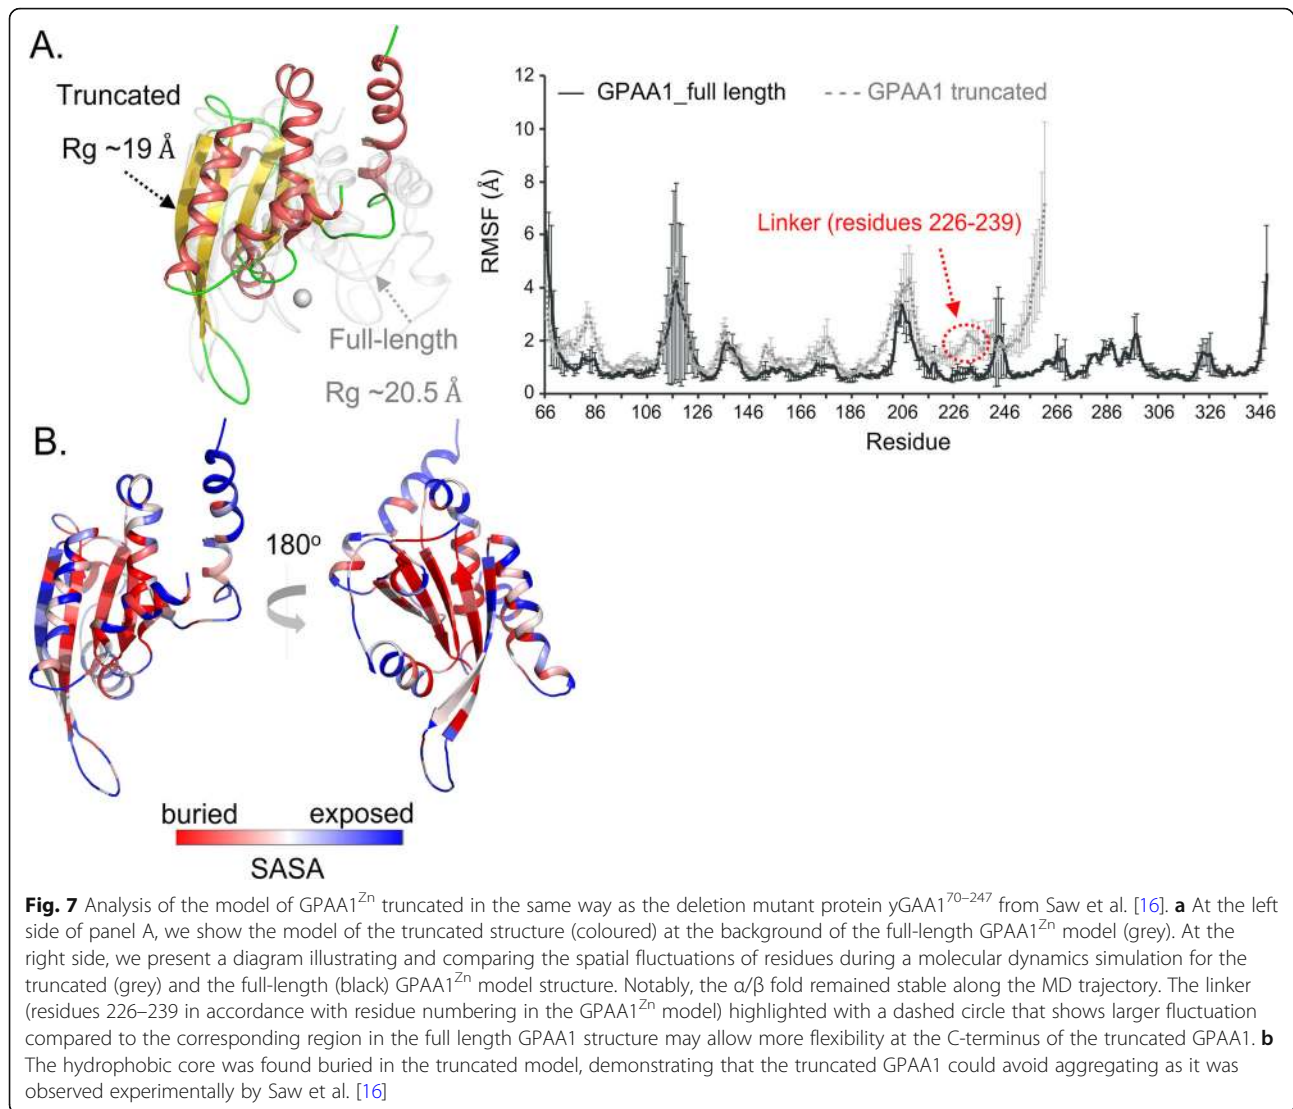 A.
Truncated
Rg ~19 Å
Full-length
Rg ~20.5 Å
GPAA1_full length
GPAA1 truncated
12
10
8
6
4
2
0
RMSF (Å)
Linker (residues 226-239)
66 86 106 126 146 166 186 206 226 246 266 286 306 326 346
Residue
B.
180º
buried exposed
SASA
Fig. 7 Analysis of the model of GPAA1Zn truncated in the same way as the deletion mutant protein yGAA170–247 from Saw et al. [16]. a At the left
side of panel A, we show the model of the truncated structure (coloured) at the background of the full-length GPAA1Zn model (grey). At the
right side, we present a diagram illustrating and comparing the spatial fluctuations of residues during a molecular dynamics simulation for the
truncated (grey) and the full-length (black) GPAA1Zn model structure. Notably, the α/β fold remained stable along the MD trajectory. The linker
(residues 226–239 in accordance with residue numbering in the GPAA1Zn model) highlighted with a dashed circle that shows larger fluctuation
compared to the corresponding region in the full length GPAA1 structure may allow more flexibility at the C-terminus of the truncated GPAA1. b
The hydrophobic core was found buried in the truncated model, demonstrating that the truncated GPAA1 could avoid aggregating as it was
observed experimentally by Saw et al. [16]